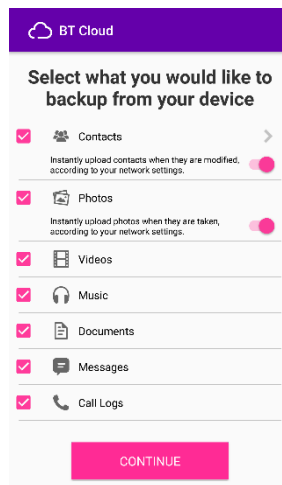 BT Cloud
Select what you would like to
backup from your device
Contacts
Instantly upload contacts when they are modified,
according to your network settings.
Photos
Instantly upload photos when they are taken,
according to your network settings.
Videos
Music
Documents
Messages
Call Logs
CONTINUE